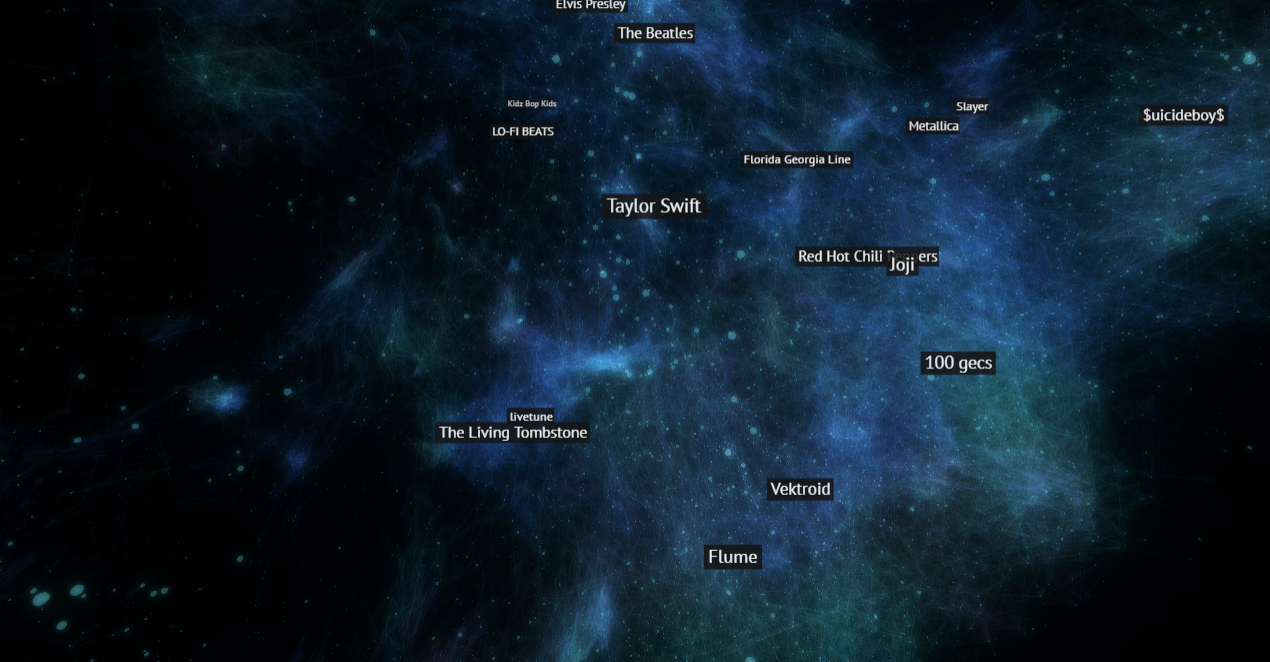 Elvis Presley
The Beatles
Kidz Bop Kids
Slayer
$uicideboy$
Metallica
LO-FI BEATS
Florida Georgia Line
Taylor Swift
Red Hot Chili ers
Joji
100 gecs
livetune
The Living Tombstone
Vektroid
Flume